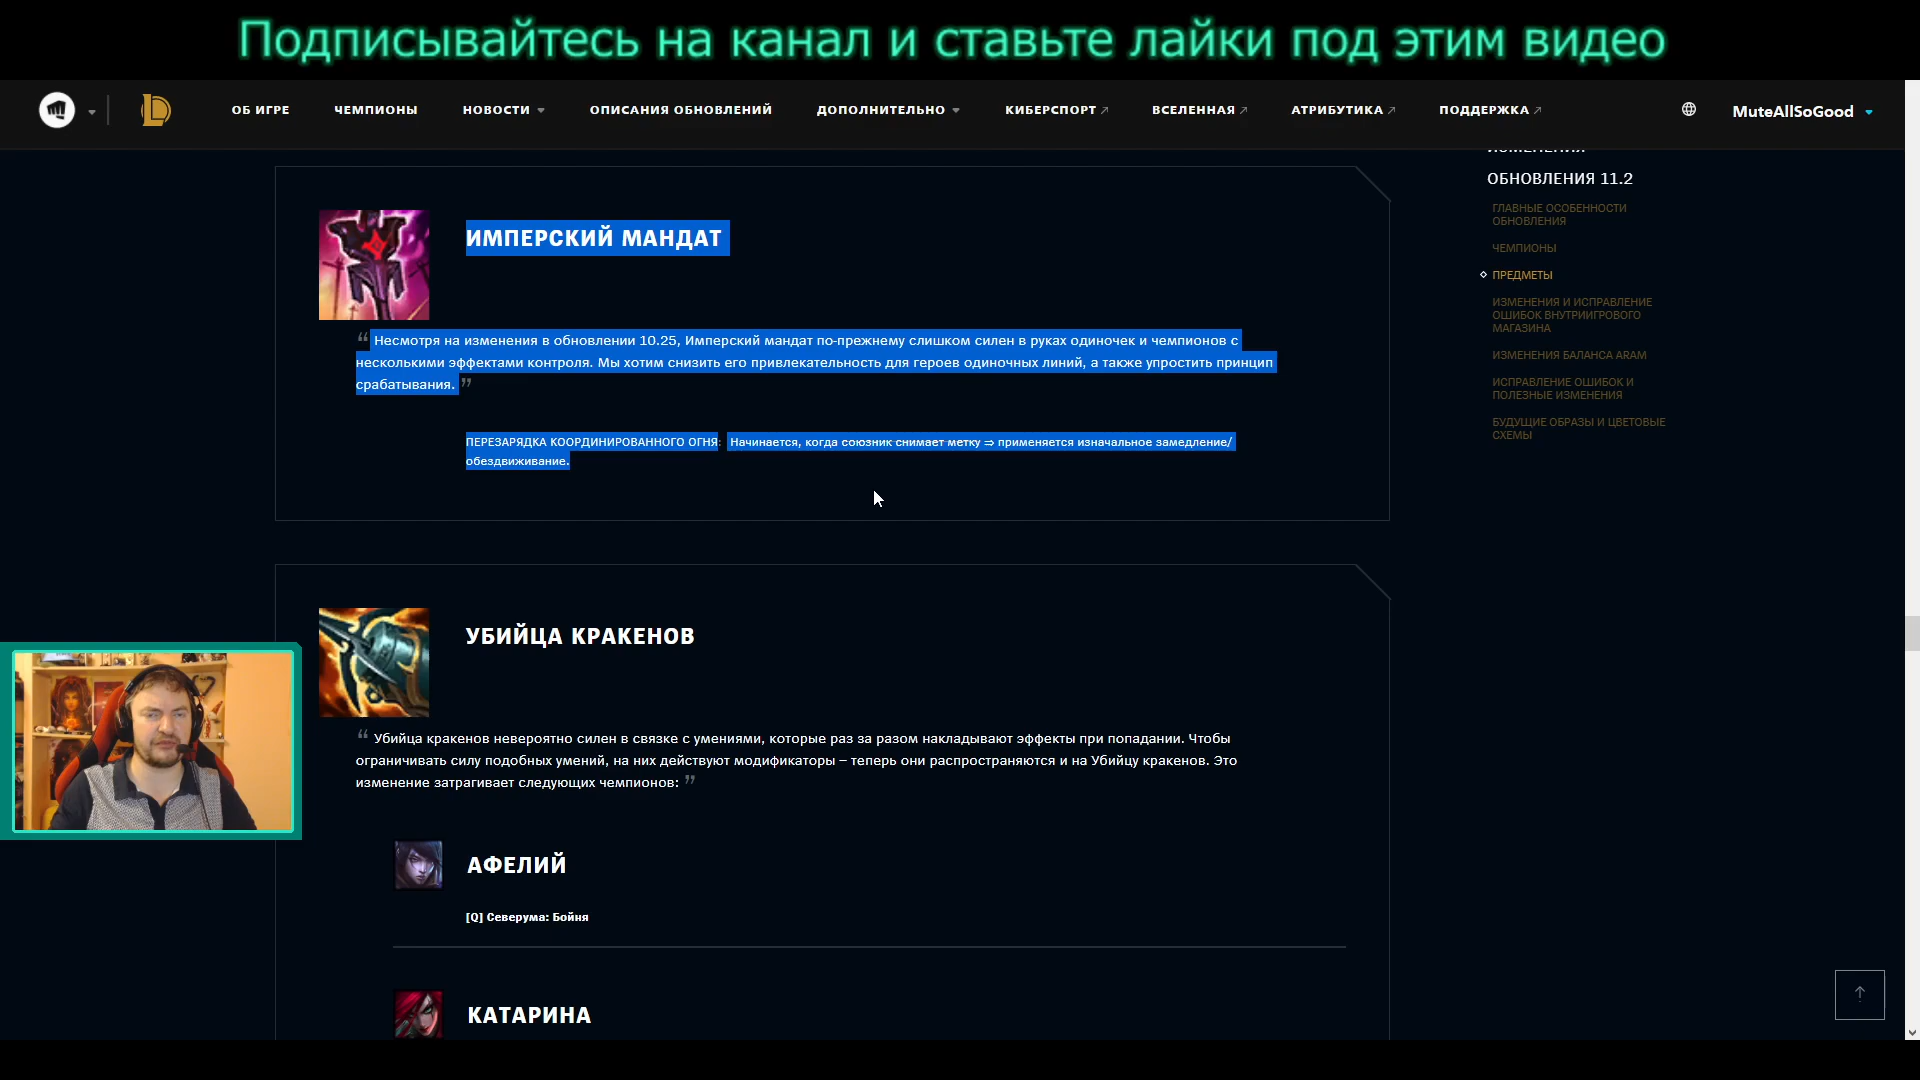 Подписывайтесь на канал и ставьте лайки под этим видео
ОБ ИГРЕ
ЧЕМПИОНЫ
НОВОСТИ
ОПИСАНИЯ ОБНОВЛЕНИЙ
ДОПОЛНИТЕЛЬНО
КИБЕРСПОРТ
ВСЕЛЕННАЯ
АТРИБУТИКА
ПОДДЕРЖКА
MuteAllSoGood
ИМПЕРСКИЙ МАНДАТ
“ Несмотря на изменения в обновлении 10.25, Имперский мандат по-прежнему слишком силен в руках одиночек и чемпионов с
несколькими эффектами контроля. Мы хотим снизить его привлекательность для героев одиночных линий, а также упростить принцип
срабатывания. ”
ПЕРЕЗАРЯДКА КООРДИНИРОВАННОГО ОГНЯ: Начинается, когда союзник снимает метку ⇒ применяется изначальное замедление/
обездвиживание.
УБИЙЦА КРАКЕНОВ
“ Убийца кракенов невероятно силен в связке с умениями, которые раз за разом накладывают эффекты при попадании. Чтобы
ограничивать силу подобных умений, на них действуют модификаторы – теперь они распространяются и на Убийцу кракенов. Это
изменение затрагивает следующих чемпионов: ”
АФЕЛИЙ
[Q] Северума: Бойня
КАТАРИНА
ИЗМЕНЕНИЯ
ОБНОВЛЕНИЯ 11.2
ГЛАВНЫЕ ОСОБЕННОСТИ
ОБНОВЛЕНИЯ
ЧЕМПИОНЫ
ПРЕДМЕТЫ
ИЗМЕНЕНИЯ И ИСПРАВЛЕНИЕ
ОШИБОК ВНУТРИИГРОВОГО
МАГАЗИНА
ИЗМЕНЕНИЯ БАЛАНСА ARAM
ИСПРАВЛЕНИЕ ОШИБОК И
ПОЛЕЗНЫЕ ИЗМЕНЕНИЯ
БУДУЩИЕ ОБРАЗЫ И ЦВЕТОВЫЕ
СХЕМЫ